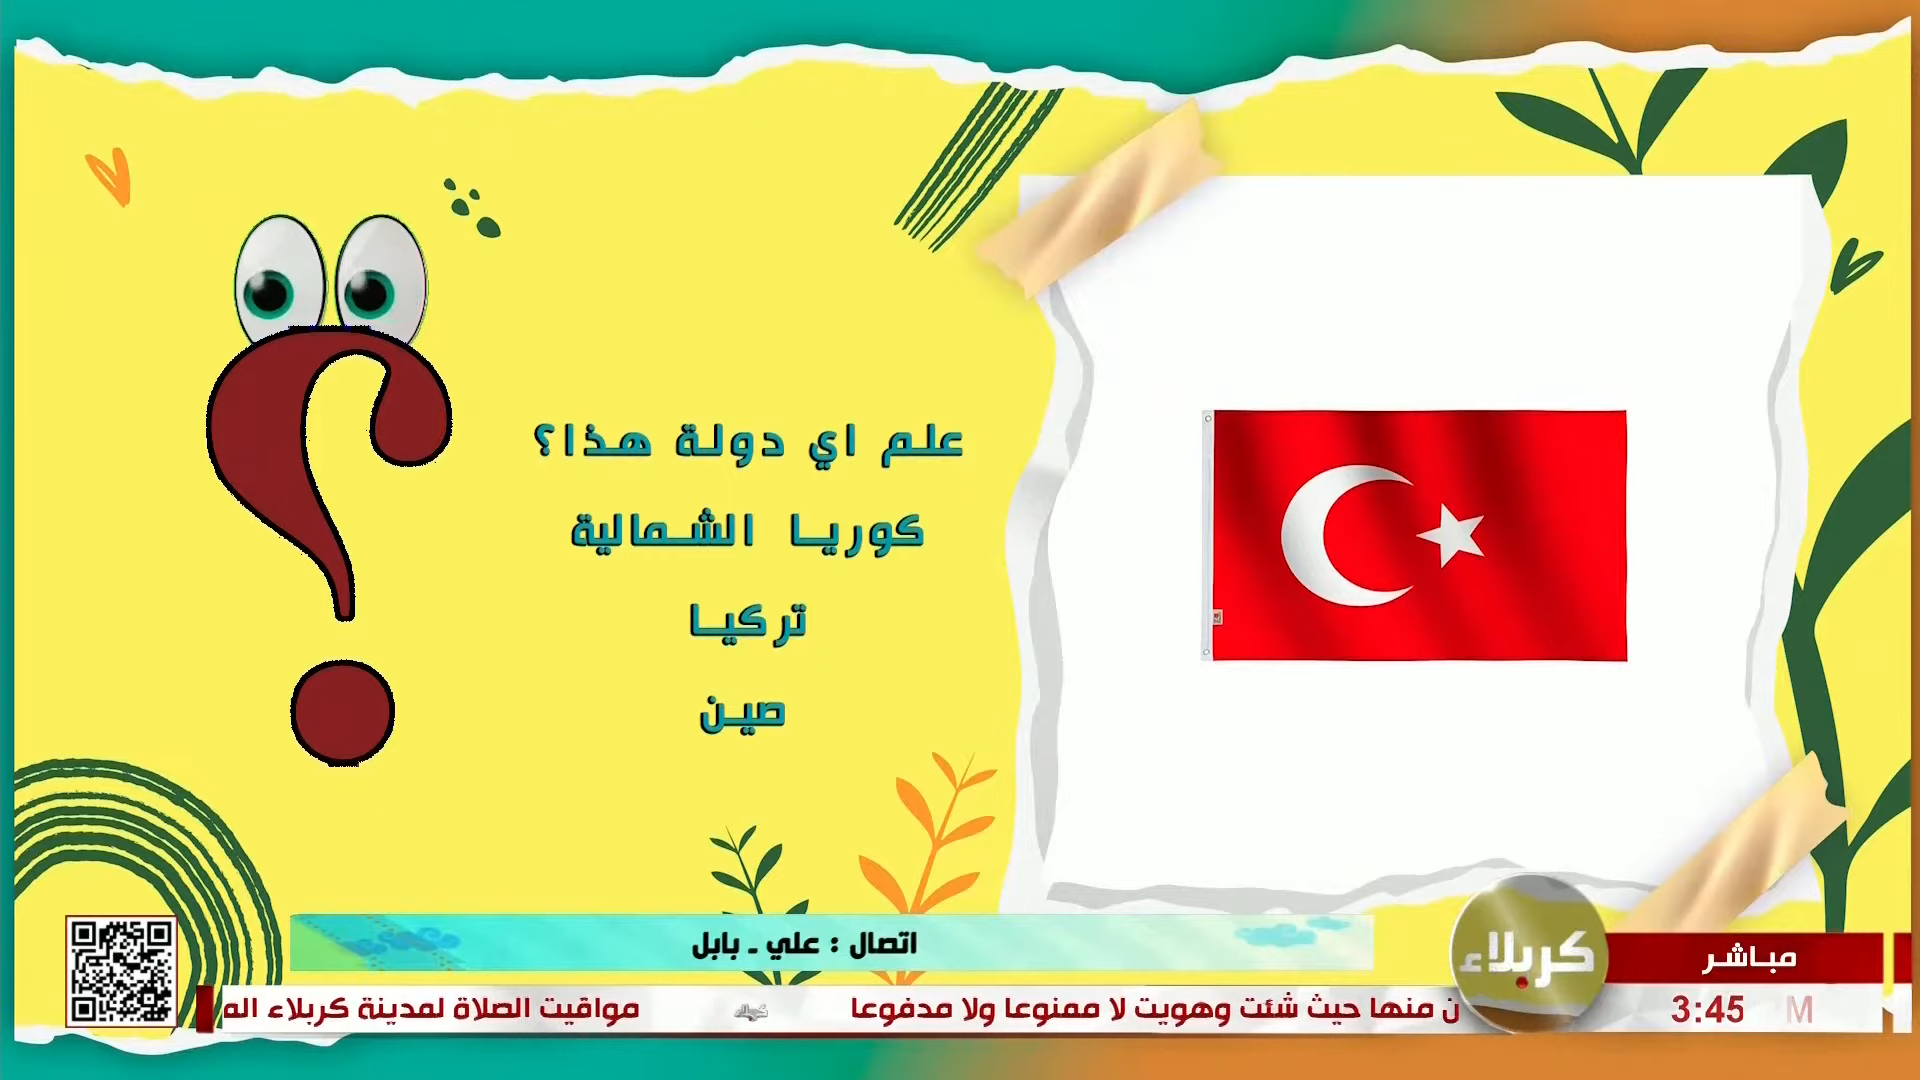 علم اي دولة هذا؟
كوريا الشمالية
تركيا
صين
اتصال : علي - بابل
كربلاء
مباشر
ن منها حيث شئت وهويت لا ممنوعا ولا مدفوعا كربلاء مواقيت الصلاة لمدينة كربلاء الم
3:45 M